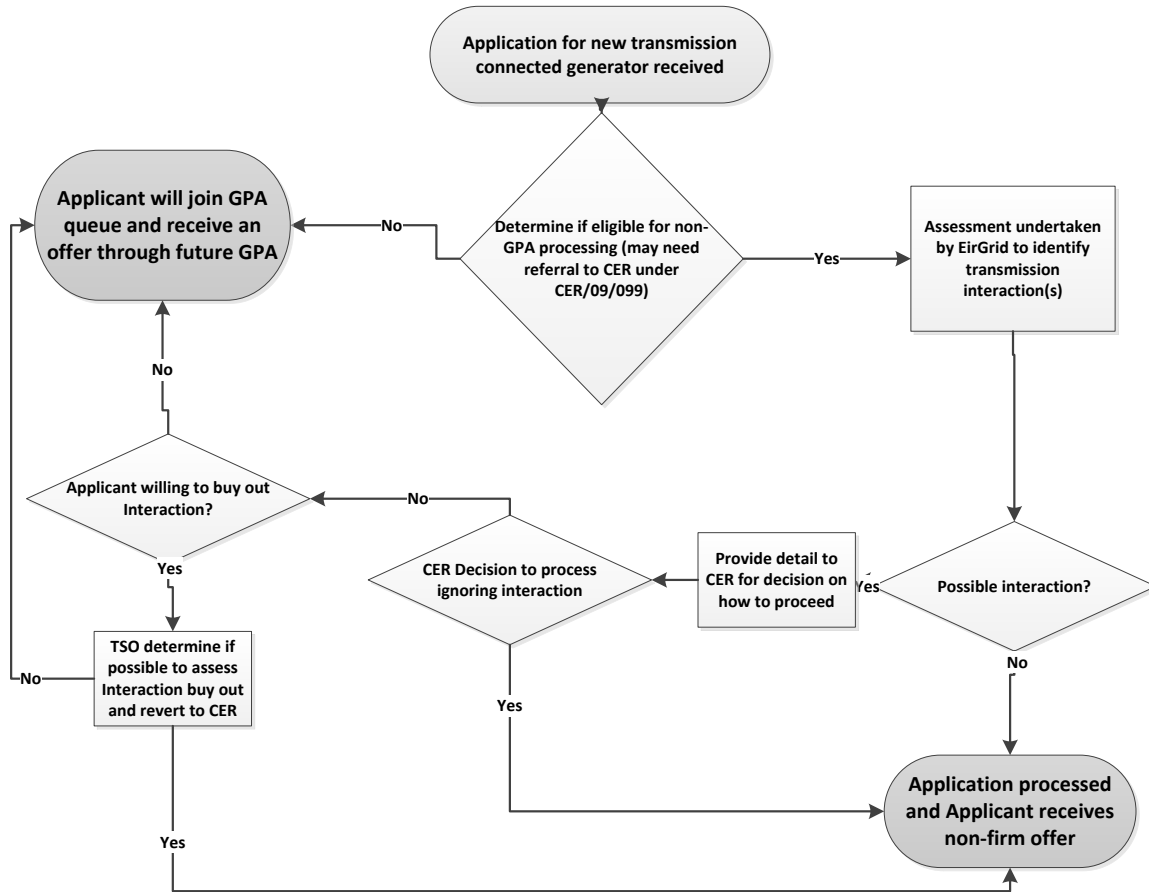 Application for new transmission
connected generator received
Applicant will join GPA
queue and receive an
offer through future GPA
No
Determine if eligible for non-
GPA processing (may need
referral to CER under
CER/09/099)
Yes
Assessment undertaken
by EirGrid to identify
transmission
interaction(s)
No
Applicant willing to buy out
Interaction?
No
Yes
CER Decision to process
ignoring interaction
Provide detail to
CER for decision on
how to proceed
Yes
Possible interaction?
No
TSO determine if
possible to assess
Interaction buy out
and revert to CER
No
Yes
Yes
Application processed
and Applicant receives
non-firm offer